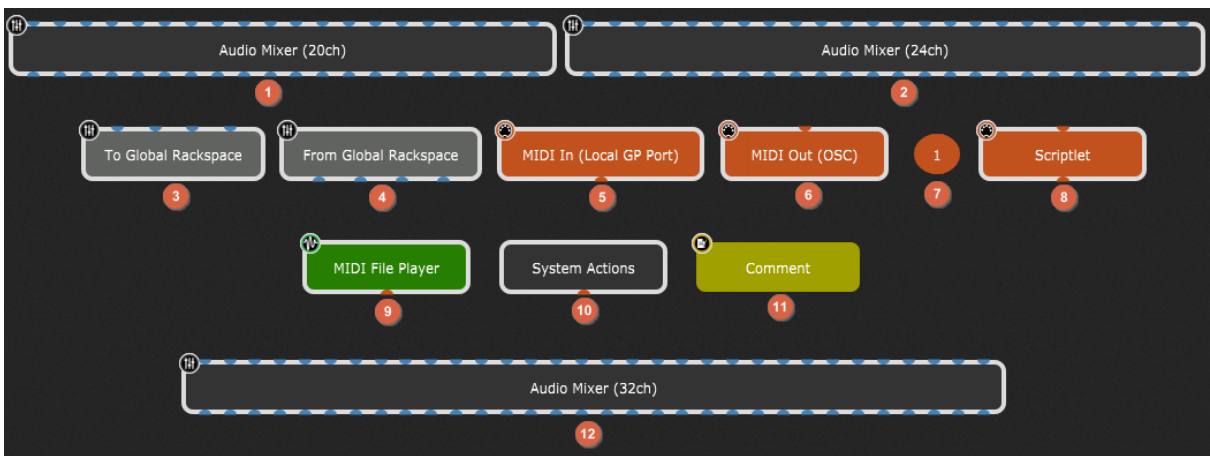 Audio Mixer (20ch)
Audio Mixer (24ch)
1
2
To Global Rackspace
From Global Rackspace
MIDI In (Local GP Port)
MIDI Out (OSC)
1
Scriptlet
3
4
5
6
7
8
MIDI File Player
System Actions
Comment
9
10
11
Audio Mixer (32ch)
12